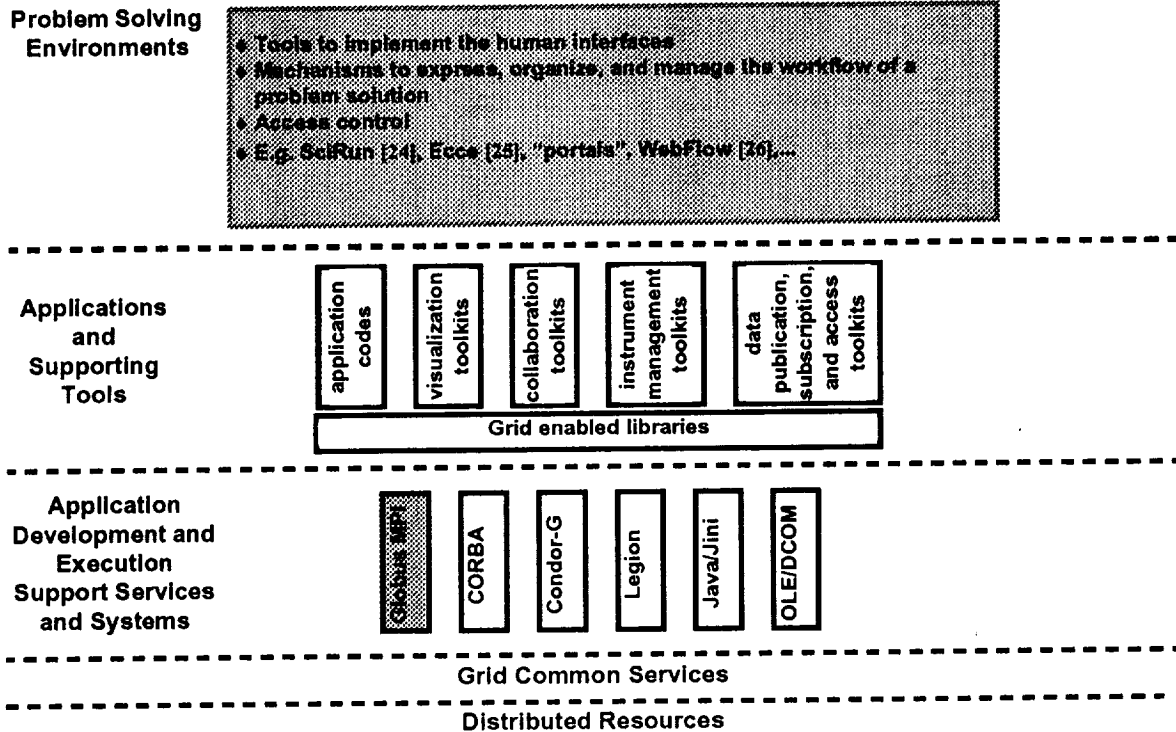 Problem Solving
Environments
♦ Tools to implement the human interfaces
♦ Mechanisms to express, organize, and manage the workflow of a
problem solution
♦ Access control
♦ E.g. SciRun [24], Ecce [25], "portals", WebFlow [26],...
Applications
and
Supporting
Tools
application
codes
visualization
toolkits
collaboration
toolkits
instrument
management
toolkits
data
publication,
subscription,
and access
toolkits
Grid enabled libraries
Application
Development and
Execution
Support Services
and Systems
Globus MPI
CORBA
Condor-G
Legion
Java/Jini
OLE/DCOM
Grid Common Services
Distributed Resources